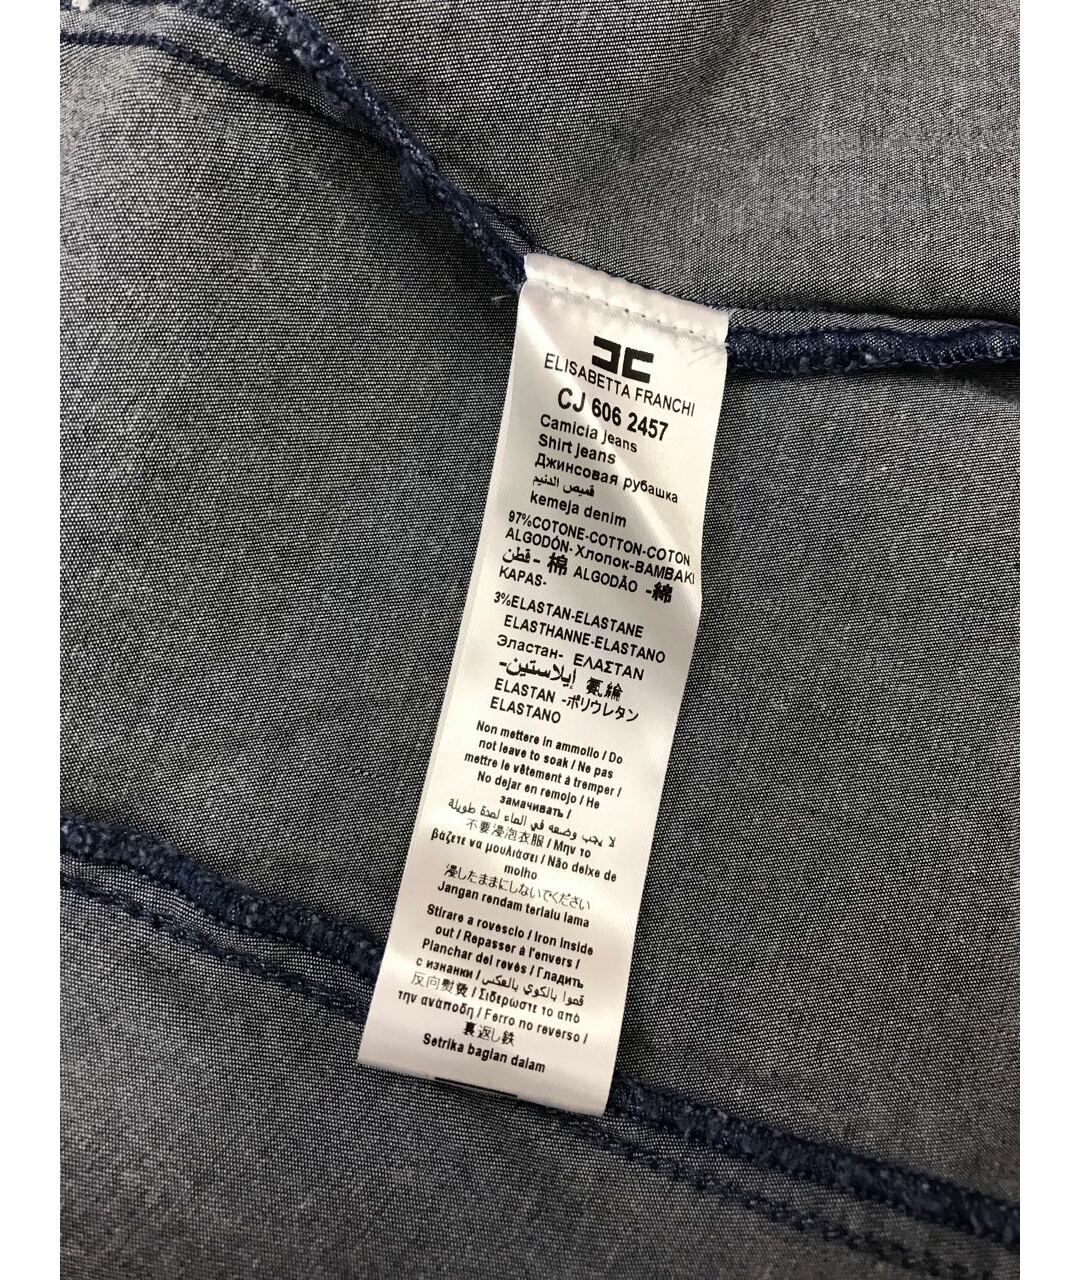 ELISABETTA FRANCHI
CJ 606 2457
Camicia jeans
Shirt jeans
Джинсовая рубашка
قميص الدنيم
kemeja denim
97%COTONE-COTTON-COTON
ALGODÓN-Хлопок-BAMBAKI
قطن - 棉 ALGODÃO -綿
KAPAS-
3%ELASTAN-ELASTANE
ELASTHANNE-ELASTANO
Эластан- ΕΛΑΣΤΑΝ
-إيلاستين 氨綸
ELASTAN -ポリウレタン
ELASTANO
Non mettere in ammollo / Do
not leave to soak / Ne pas
mettre le vêtement à tremper /
No dejar en remojo / Не
замачивать /
لا يجب وضعه في الماء لمدة طويلة
不要浸泡衣服 / Μην το
βάζετε να μουλιάσει / Não deixe de
molho
浸したままにしないでください
Jangan rendam terlalu lama
Stirare a rovescio / Iron inside
out / Repasser à l'envers /
Planchar del revés / Гладить
с изнанки / قموا بالكوي بالعكس
反向熨烫 / Σιδερώστε το από
την ανάποδη / Ferro no reverso /
裏返し鉄
Setrika bagian dalam